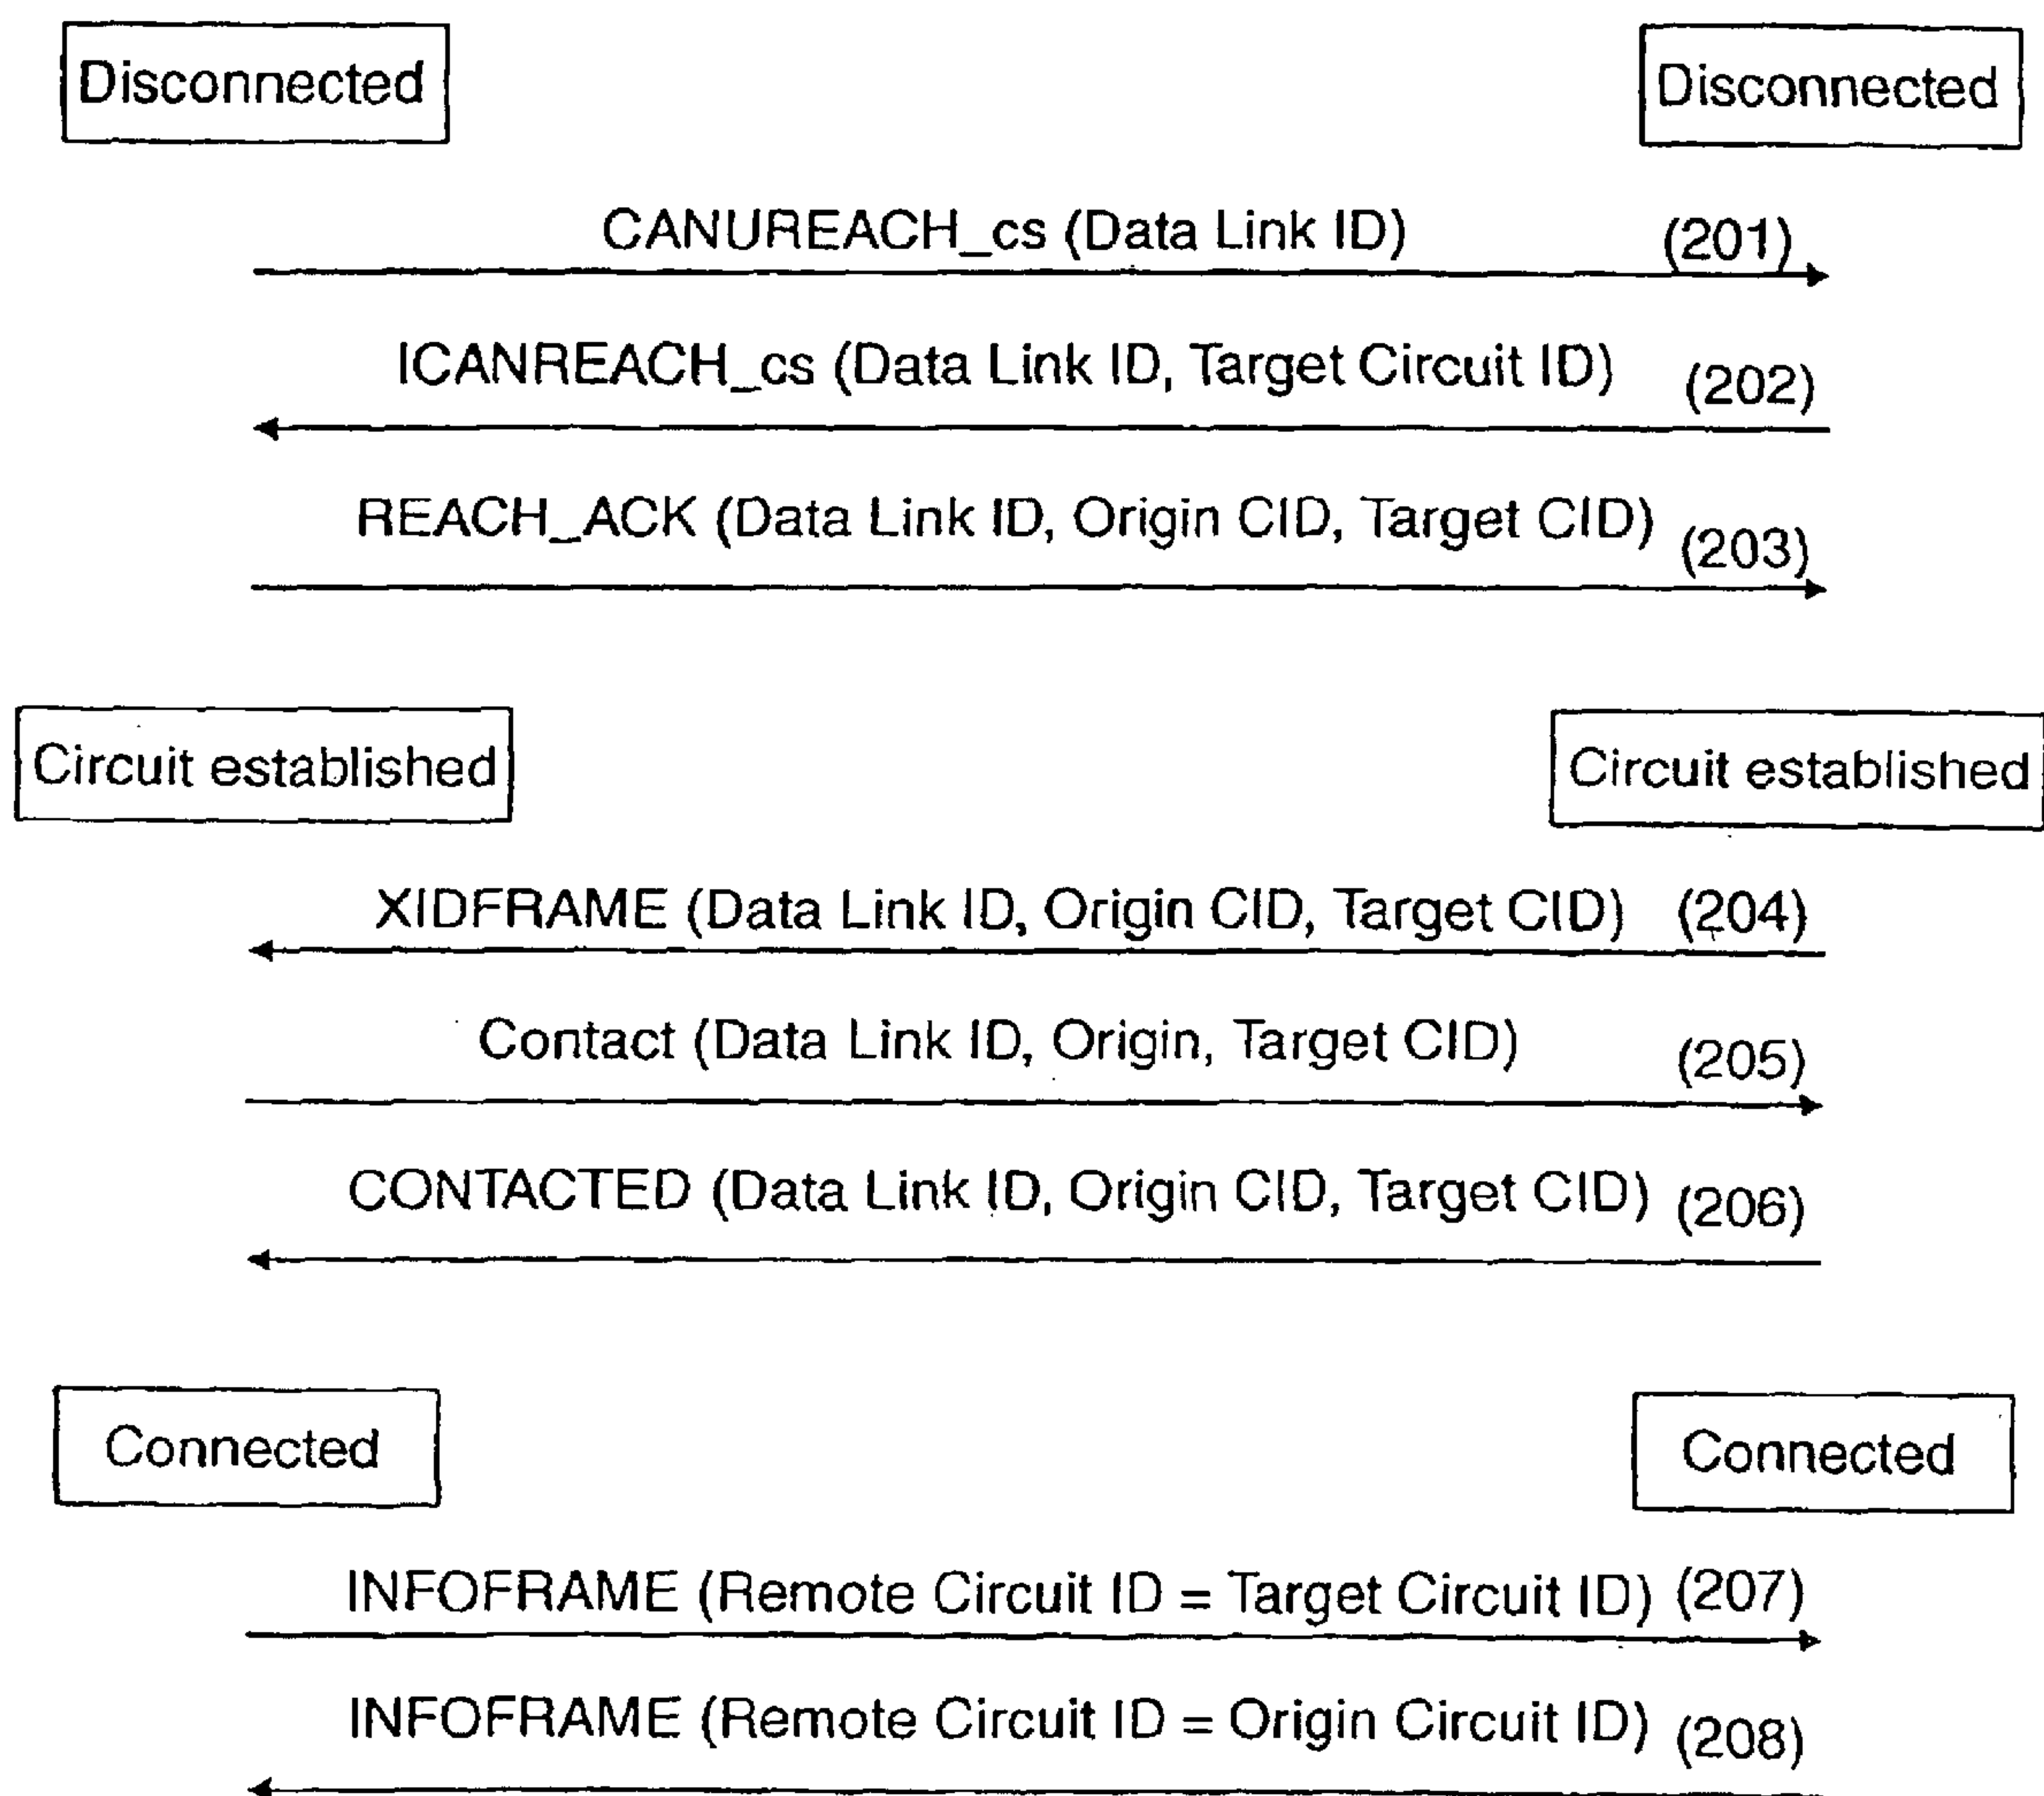 Disconnected
Disconnected
CANUREACH_cs (Data Link ID) (201)
ICANREACH_cs (Data Link ID, Target Circuit ID) (202)
REACH_ACK (Data Link ID, Origin CID, Target CID) (203)
Circuit established
Circuit established
XIDFRAME (Data Link ID, Origin CID, Target CID) (204)
Contact (Data Link ID, Origin, Target CID) (205)
CONTACTED (Data Link ID, Origin CID, Target CID) (206)
Connected
Connected
INFOFRAME (Remote Circuit ID = Target Circuit ID) (207)
INFOFRAME (Remote Circuit ID = Origin Circuit ID) (208)